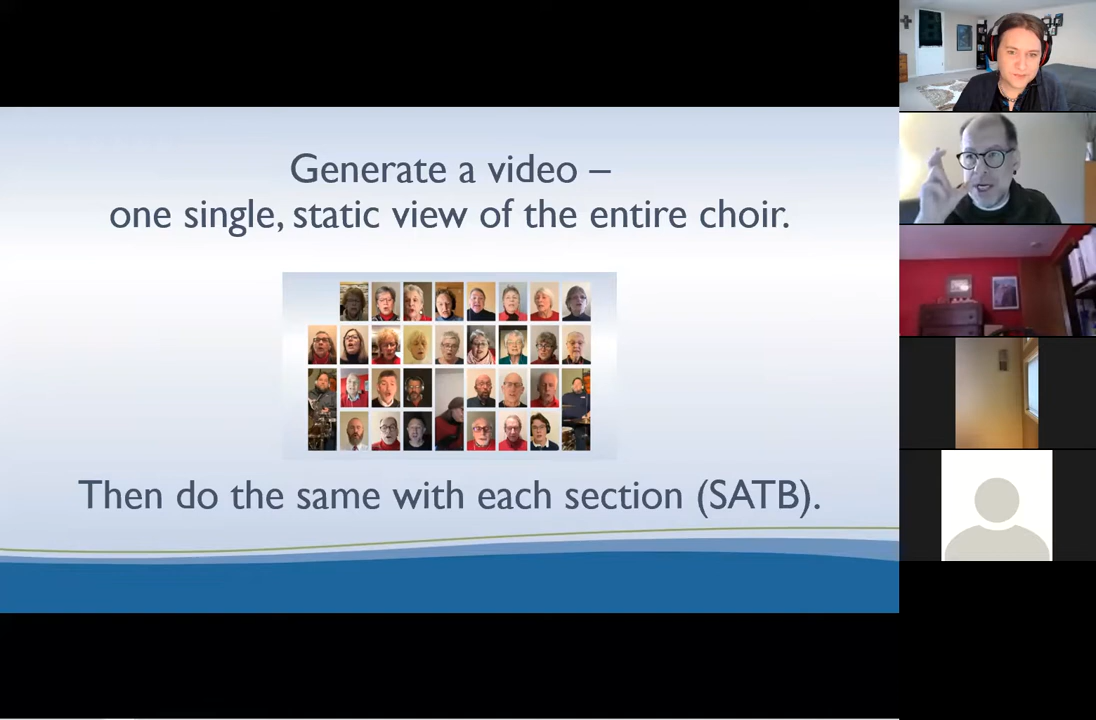 Generate a video –
one single, static view of the entire choir.
Then do the same with each section (SATB).